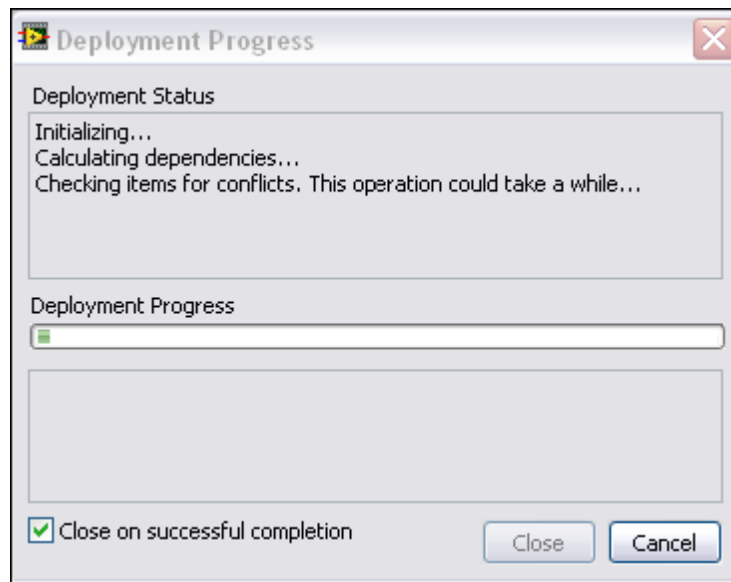 Deployment Progress
Deployment Status
Initializing...
Calculating dependencies...
Checking items for conflicts. This operation could take a while...
Deployment Progress
Close on successful completion
Close
Cancel